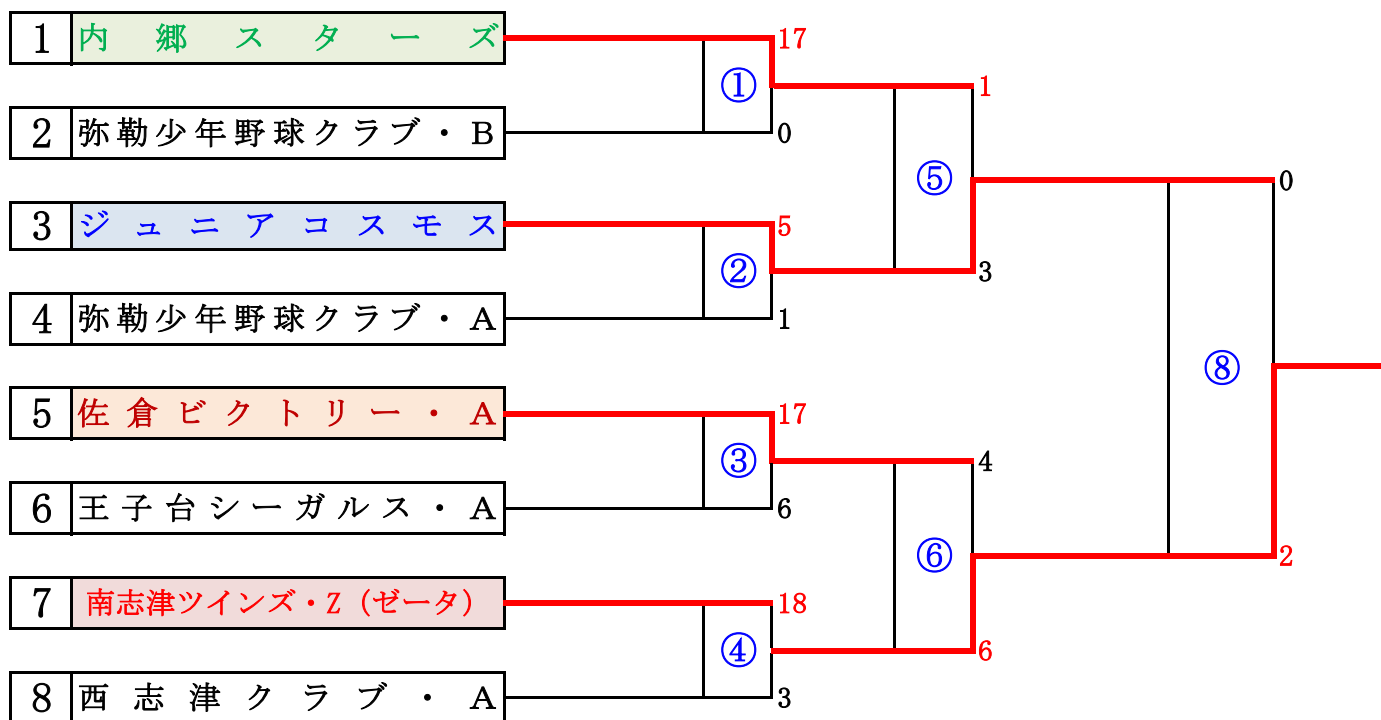 1 内郷スターズ 17
① 1
2 弥勒少年野球クラブ・B 0
⑤ 0
3 ジュニアコスモス 5
② 3
4 弥勒少年野球クラブ・A 1
⑧
5 佐倉ビクトリー・A 17
③ 4
6 王子台シーガルス・A 6
⑥ 2
7 南志津ツインズ・Z（ゼータ） 18
④ 6
8 西志津クラブ・A 3